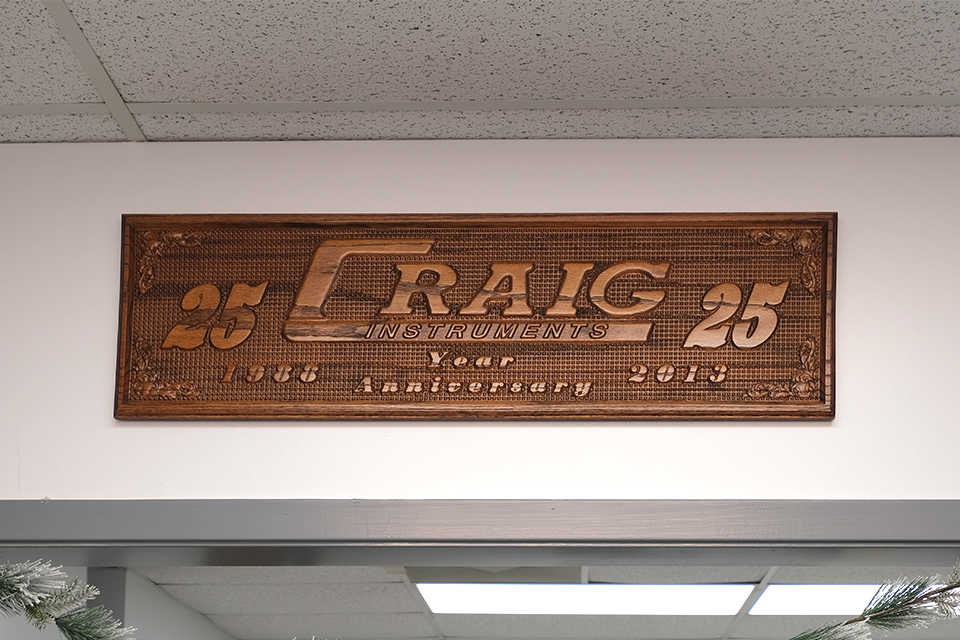 25 CRAIG 25
INSTRUMENTS
Year
1988 Anniversary 2013